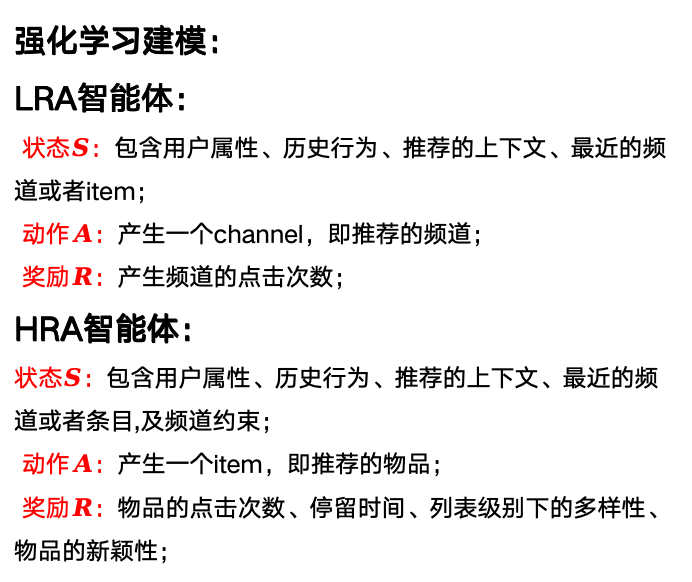 强化学习建模：
LRA智能体：
状态S：包含用户属性、历史行为、推荐的上下文、最近的频
道或者item；
动作A：产生一个channel，即推荐的频道；
奖励R：产生频道的点击次数；
HRA智能体：
状态S：包含用户属性、历史行为、推荐的上下文、最近的频
道或者条目,及频道约束；
动作A：产生一个item，即推荐的物品；
奖励R：物品的点击次数、停留时间、列表级别下的多样性、
物品的新颖性；